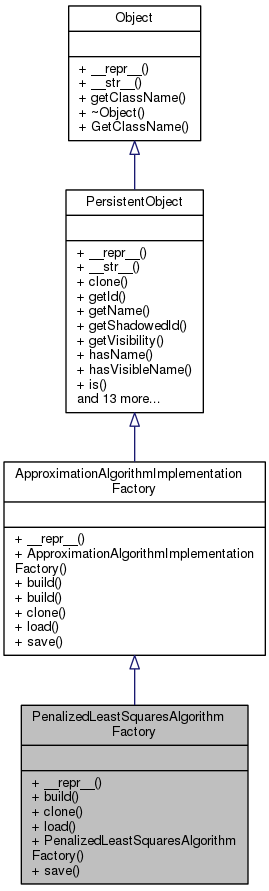 Object
+ __repr__()
+ __str__()
+ getClassName()
+ ~Object()
+ GetClassName()
PersistentObject
+ __repr__()
+ __str__()
+ clone()
+ getId()
+ getName()
+ getShadowedId()
+ getVisibility()
+ hasName()
+ hasVisibleName()
+ is()
and 13 more...
ApproximationAlgorithmImplementation
Factory
+ __repr__()
+ ApproximationAlgorithmImplementation
Factory()
+ build()
+ build()
+ clone()
+ load()
+ save()
PenalizedLeastSquaresAlgorithm
Factory
+ __repr__()
+ build()
+ clone()
+ load()
+ PenalizedLeastSquaresAlgorithm
Factory()
+ save()